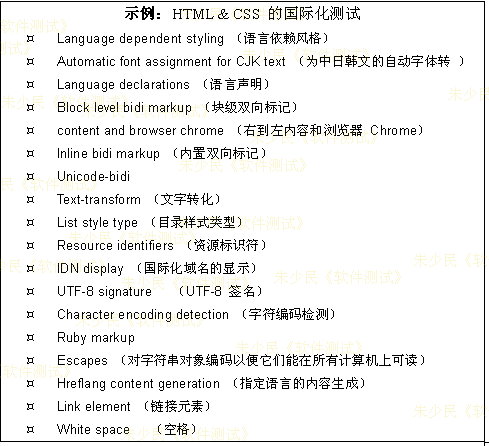 示例：HTML & CSS 的国际化测试
¤ Language dependent styling （语言依赖风格）
¤ Automatic font assignment for CJK text （为中日韩文的自动字体转 ）
¤ Language declarations （语言声明）
¤ Block level bidi markup （块级双向标记）
¤ content and browser chrome （右到左内容和浏览器 Chrome）
¤ Inline bidi markup （内置双向标记）
¤ Unicode-bidi
¤ Text-transform （文字转化）
¤ List style type （目录样式类型）
¤ Resource identifiers （资源标识符）
¤ IDN display （国际化域名的显示）
¤ UTF-8 signature （UTF-8 签名）
¤ Character encoding detection （字符编码检测）
¤ Ruby markup
¤ Escapes （对字符串对象编码以便它们能在所有计算机上可读）
¤ Hreflang content generation （指定语言的内容生成）
¤ Link element （链接元素）
¤ White space （空格）